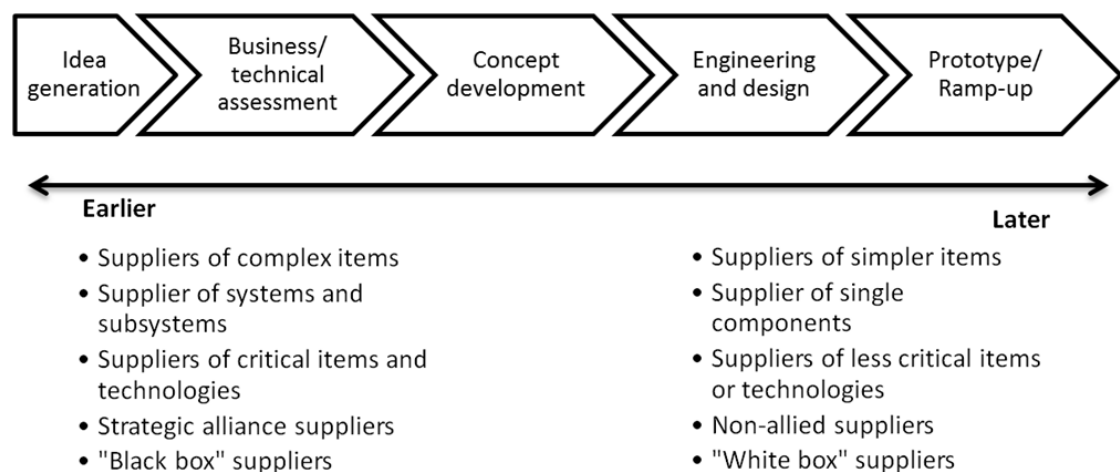 Idea
generation
Business/
technical
assessment
Concept
development
Engineering
and design
Prototype/
Ramp-up
Earlier
• Suppliers of complex items
• Supplier of systems and
subsystems
• Suppliers of critical items and
technologies
• Strategic alliance suppliers
• "Black box" suppliers
Later
• Suppliers of simpler items
• Supplier of single
components
• Suppliers of less critical items
or technologies
• Non-allied suppliers
• "White box" suppliers